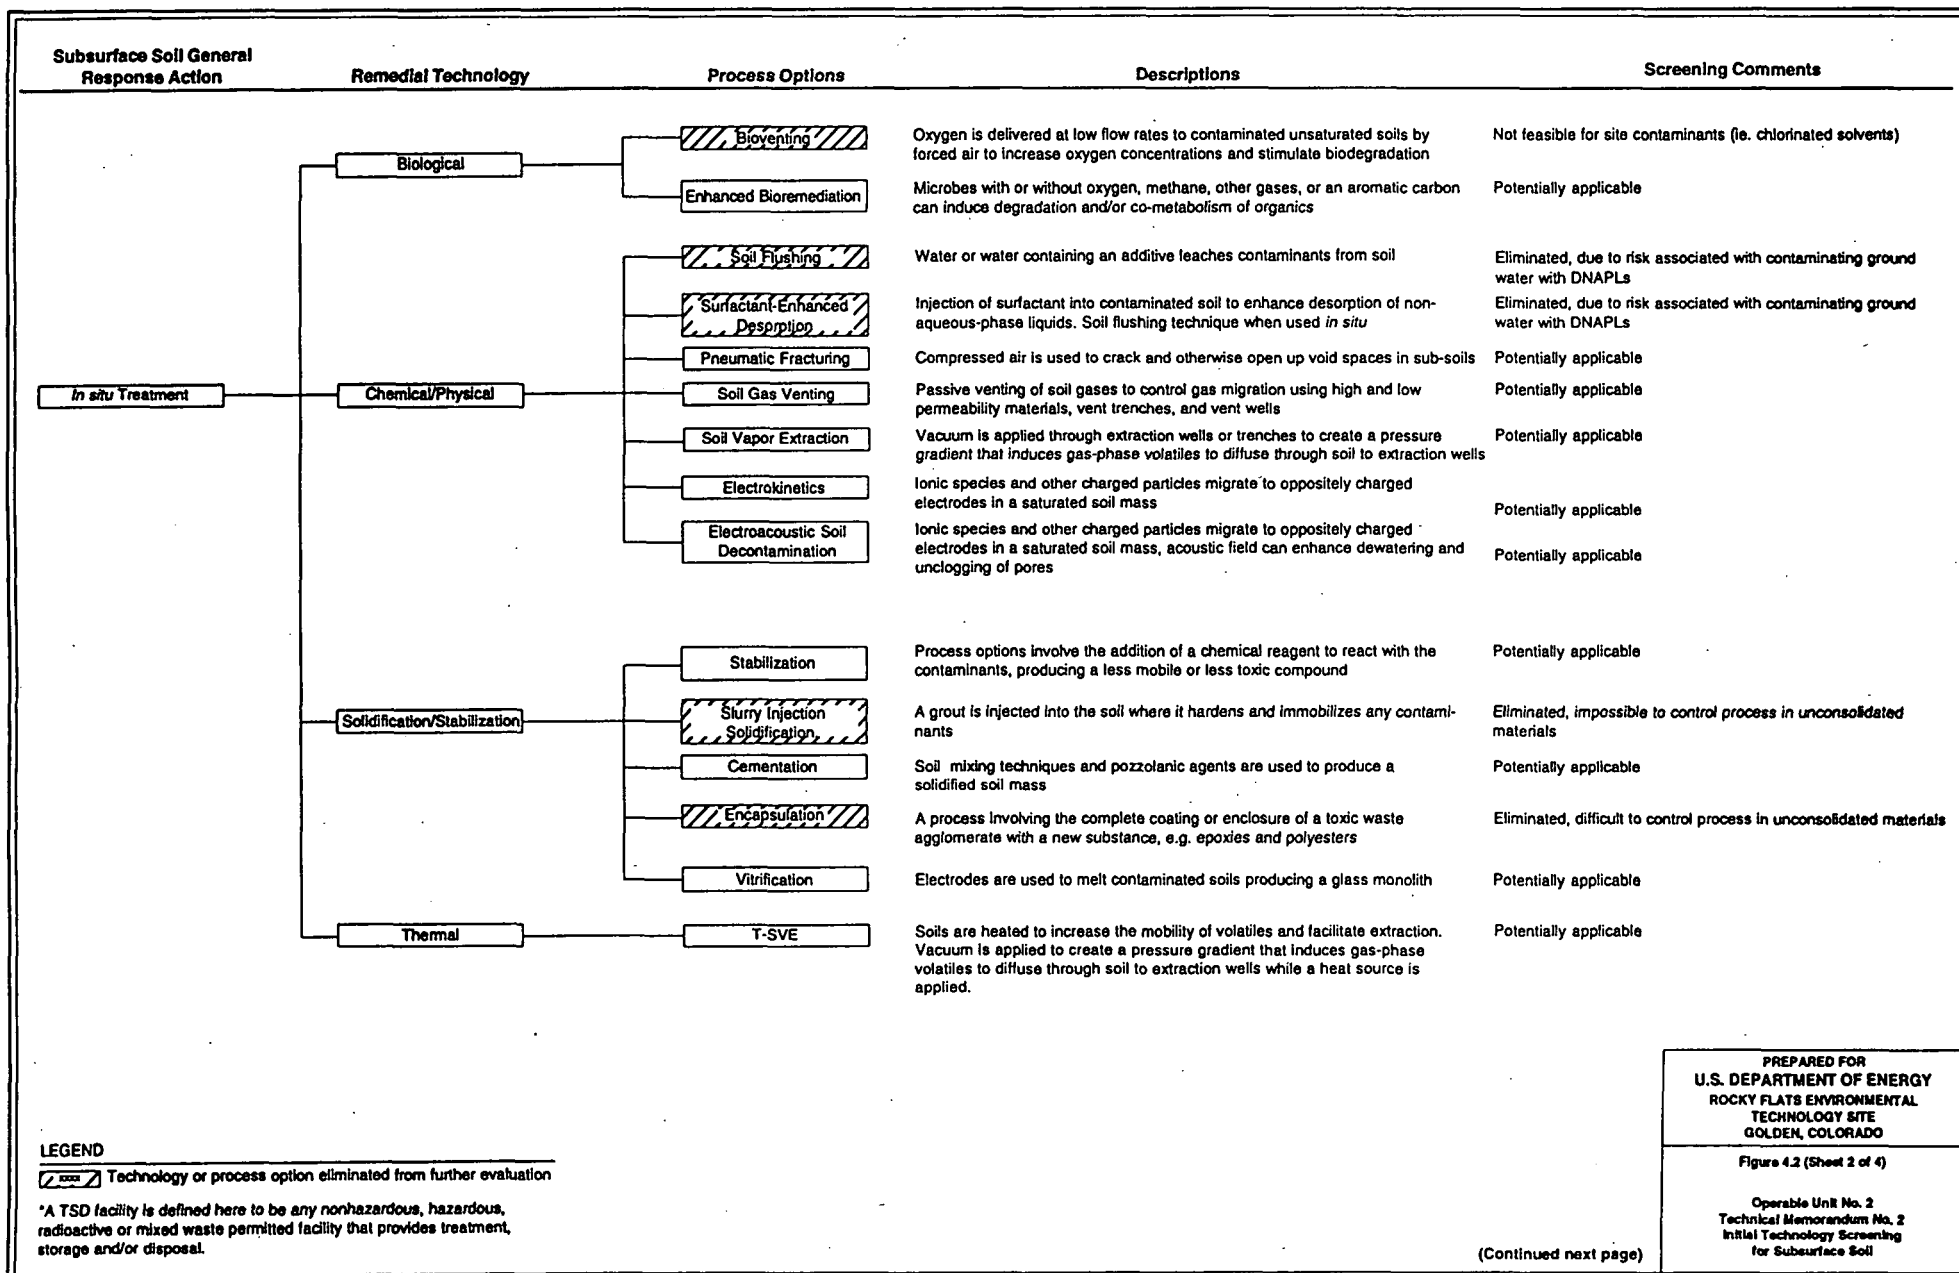 Subsurface Soil General
Response Action
Remedial Technology
Process Options
Descriptions
Screening Comments
In situ Treatment
Biological
Bioventing
Oxygen is delivered at low flow rates to contaminated unsaturated soils by
forced air to increase oxygen concentrations and stimulate biodegradation
Not feasible for site contaminants (ie. chlorinated solvents)
Enhanced Bioremediation
Microbes with or without oxygen, methane, other gases, or an aromatic carbon
can induce degradation and/or co-metabolism of organics
Potentially applicable
Chemical/Physical
Soil Flushing
Water or water containing an additive leaches contaminants from soil
Eliminated, due to risk associated with contaminating ground
water with DNAPLs
Surfactant-Enhanced
Desorption
Injection of surfactant into contaminated soil to enhance desorption of non-
aqueous-phase liquids. Soil flushing technique when used in situ
Eliminated, due to risk associated with contaminating ground
water with DNAPLs
Pneumatic Fracturing
Compressed air is used to crack and otherwise open up void spaces in sub-soils
Potentially applicable
Soil Gas Venting
Passive venting of soil gases to control gas migration using high and low
permeability materials, vent trenches, and vent wells
Potentially applicable
Soil Vapor Extraction
Vacuum is applied through extraction wells or trenches to create a pressure
gradient that induces gas-phase volatiles to diffuse through soil to extraction wells
Potentially applicable
Electrokinetics
Ionic species and other charged particles migrate to oppositely charged
electrodes in a saturated soil mass
Potentially applicable
Electroacoustic Soil
Decontamination
Ionic species and other charged particles migrate to oppositely charged
electrodes in a saturated soil mass, acoustic field can enhance dewatering and
unclogging of pores
Potentially applicable
Solidification/Stabilization
Stabilization
Process options involve the addition of a chemical reagent to react with the
contaminants, producing a less mobile or less toxic compound
Potentially applicable
Slurry Injection
Solidification
A grout is injected into the soil where it hardens and immobilizes any contami-
nants
Eliminated, impossible to control process in unconsolidated
materials
Cementation
Soil mixing techniques and pozzolanic agents are used to produce a
solidified soil mass
Potentially applicable
Encapsulation
A process involving the complete coating or enclosure of a toxic waste
agglomerate with a new substance, e.g. epoxies and polyesters
Eliminated, difficult to control process in unconsolidated materials
Vitrification
Electrodes are used to melt contaminated soils producing a glass monolith
Potentially applicable
Thermal
T-SVE
Soils are heated to increase the mobility of volatiles and facilitate extraction.
Vacuum is applied to create a pressure gradient that induces gas-phase
volatiles to diffuse through soil to extraction wells while a heat source is
applied.
Potentially applicable
LEGEND
xxxx Technology or process option eliminated from further evaluation
*A TSD facility is defined here to be any nonhazardous, hazardous,
radioactive or mixed waste permitted facility that provides treatment,
storage and/or disposal.
(Continued next page)
PREPARED FOR
U.S. DEPARTMENT OF ENERGY
ROCKY FLATS ENVIRONMENTAL
TECHNOLOGY SITE
GOLDEN, COLORADO
Figure 4.2 (Sheet 2 of 4)
Operable Unit No. 2
Technical Memorandum No. 2
Initial Technology Screening
for Subsurface Soil